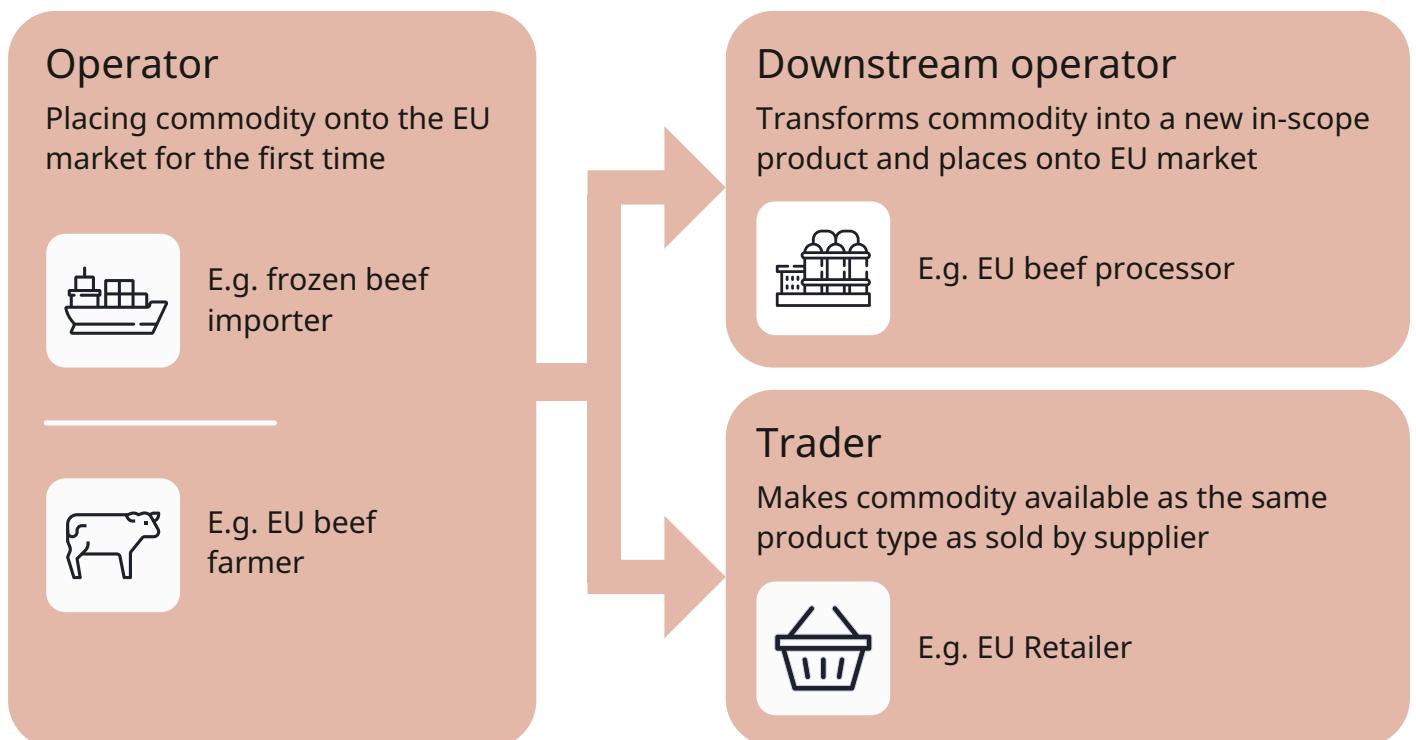 Operator
Placing commodity onto the EU
market for the first time
E.g. frozen beef
importer
E.g. EU beef
farmer
Downstream operator
Transforms commodity into a new in-scope
product and places onto EU market
E.g. EU beef processor
Trader
Makes commodity available as the same
product type as sold by supplier
E.g. EU Retailer